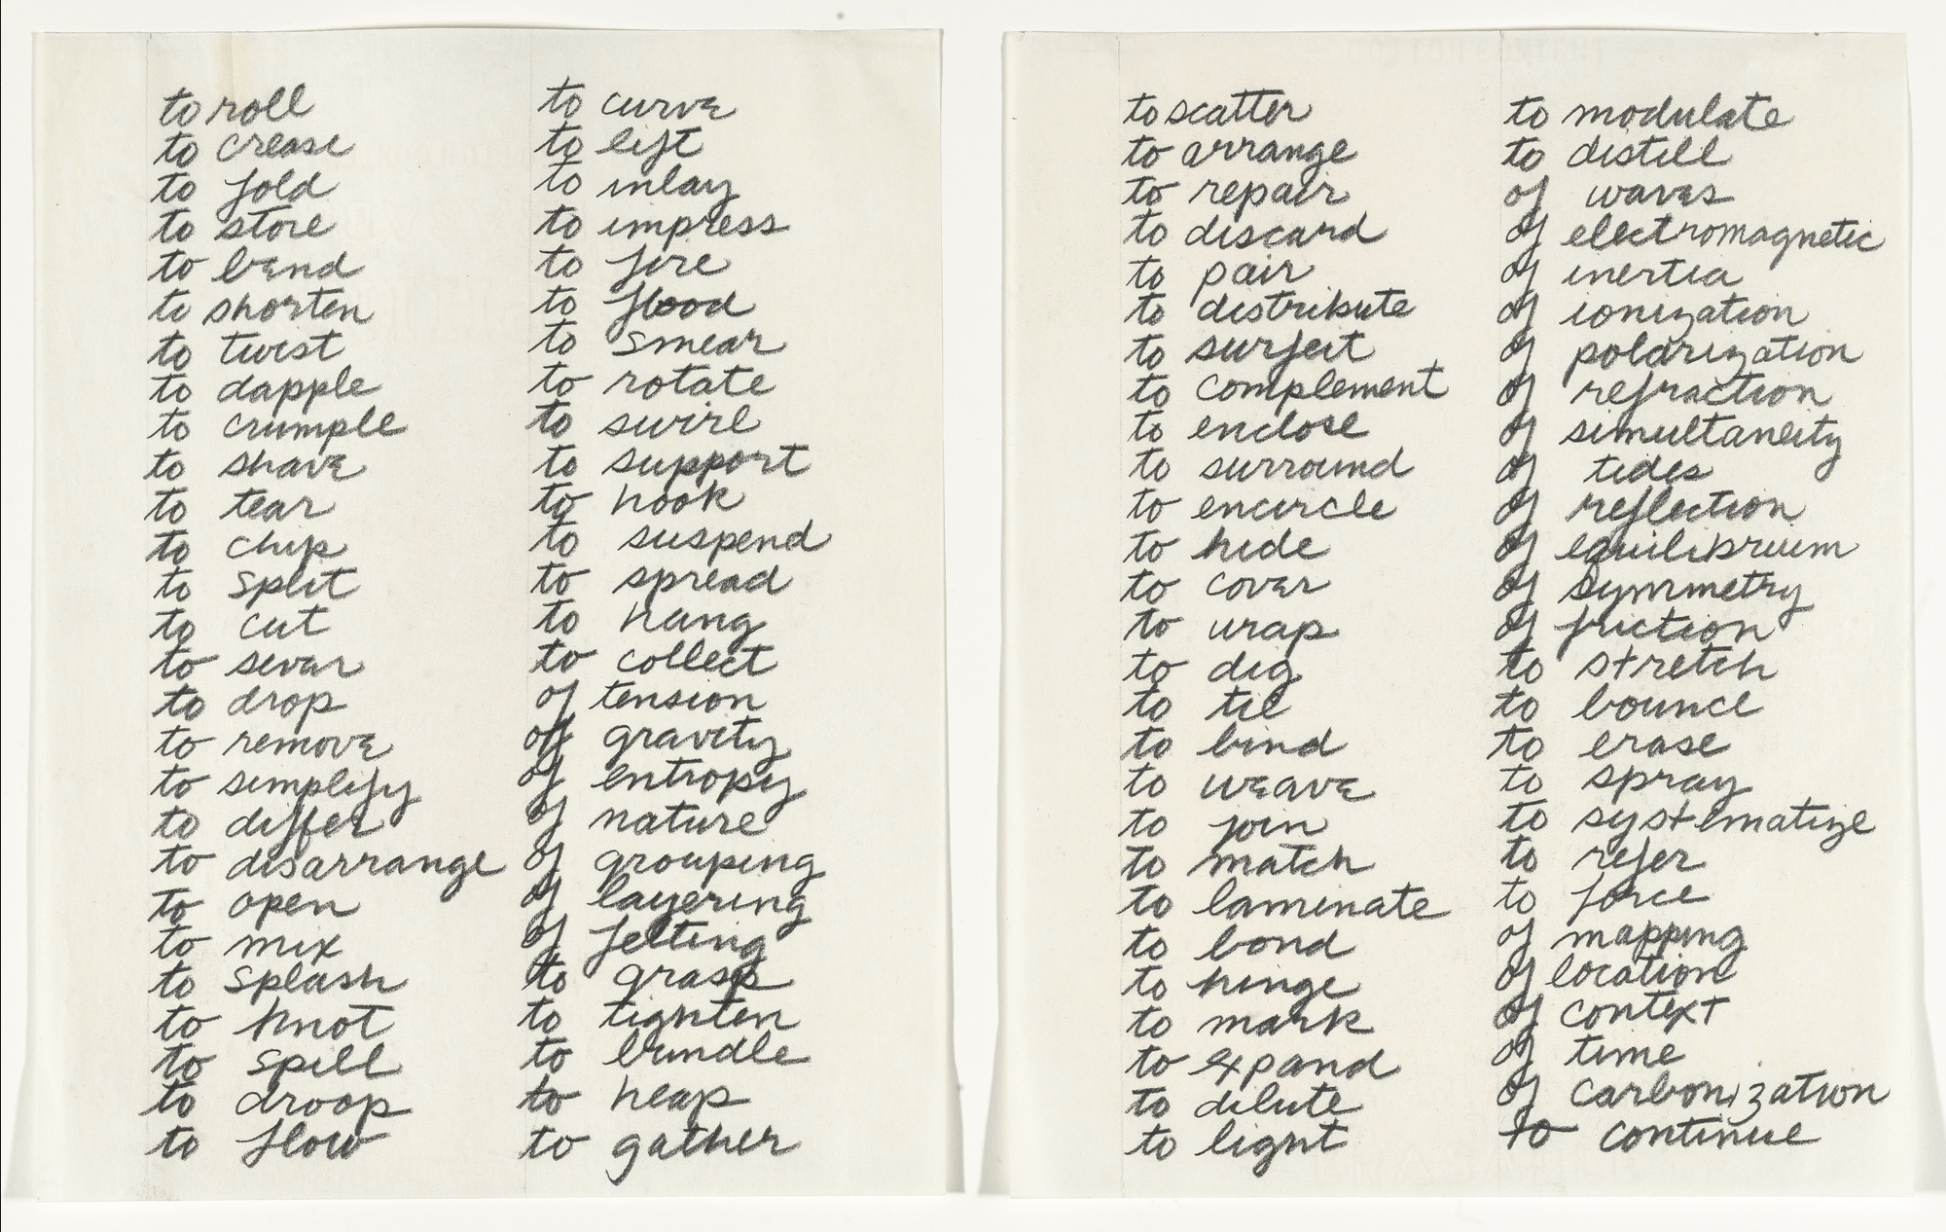 to roll
to crease
to fold
to store
to bend
to shorten
to twist
to dapple
to crumple
to shave
to tear
to chip
to split
to cut
to sever
to drop
to remove
to simplify
to differ
to disarrange
to open
to mix
to splash
to knot
to spill
to droop
to flow
to curve
to lift
to inlay
to impress
to fire
to flood
to smear
to rotate
to swirl
to support
to hook
to suspend
to spread
to hang
to collect
of tension
of gravity
of entropy
of nature
of grouping
of layering
of felting
to grasp
to tighten
to bundle
to heap
to gather
to scatter
to arrange
to repair
to discard
to pair
to distribute
to surfeit
to complement
to enclose
to surround
to encircle
to hide
to cover
to wrap
to dig
to tie
to bind
to weave
to join
to match
to laminate
to bond
to hinge
to mark
to expand
to dilute
to light
to modulate
to distill
of waves
of electromagnetic
of inertia
of ionization
of polarization
of refraction
of simultaneity
of tides
of reflection
of equilibrium
of symmetry
of friction
to stretch
to bounce
to erase
to spray
to systematize
to refer
to force
of mapping
of location
of context
of time
of carbonization
to continue